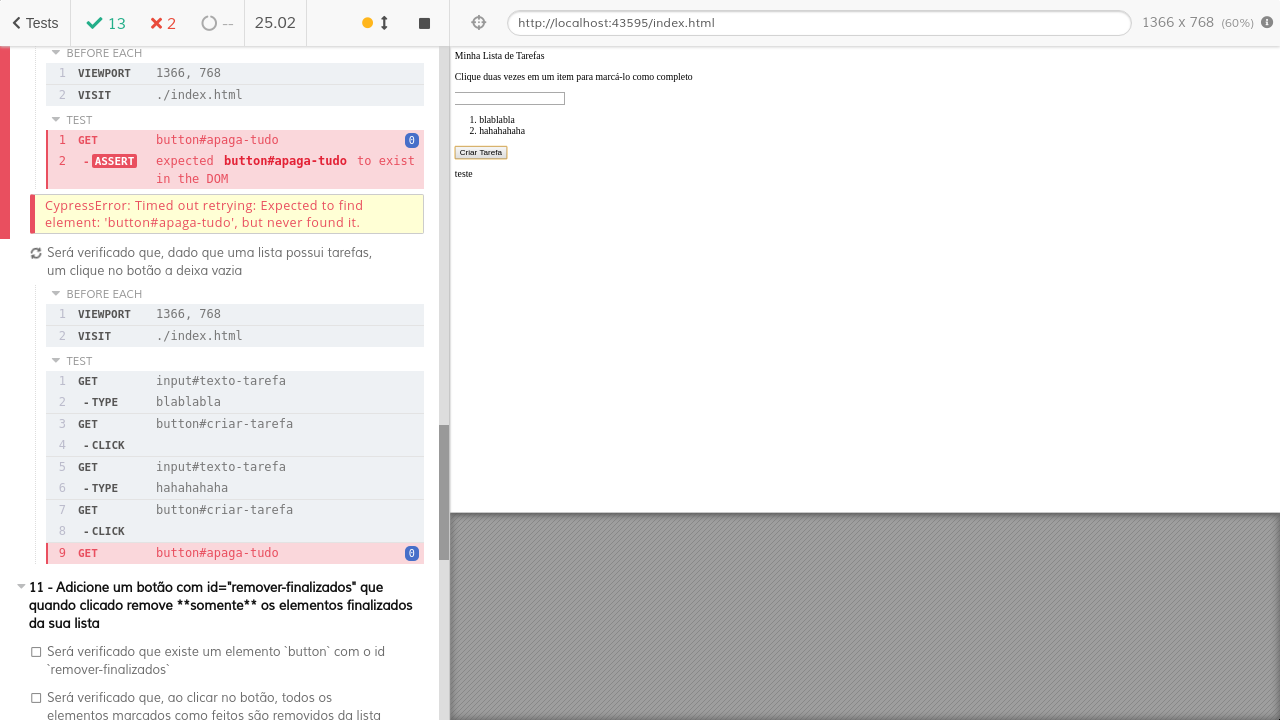 Tests 13 2 -- 25.02
http://localhost:43595/index.html 1366 x 768 (60%)
BEFORE EACH
1 VIEWPORT 1366, 768
2 VISIT ./index.html
TEST
1 GET button#apaga-tudo 0
2 - ASSERT expected button#apaga-tudo to exist
in the DOM
CypressError: Timed out retrying: Expected to find
element: 'button#apaga-tudo', but never found it.
Será verificado que, dado que uma lista possui tarefas,
um clique no botão a deixa vazia
BEFORE EACH
1 VIEWPORT 1366, 768
2 VISIT ./index.html
TEST
1 GET input#texto-tarefa
2 - TYPE blablabla
3 GET button#criar-tarefa
4 - CLICK
5 GET input#texto-tarefa
6 - TYPE hahahahaha
7 GET button#criar-tarefa
8 - CLICK
9 GET button#apaga-tudo 0
11 - Adicione um botão com id="remover-finalizados" que
quando clicado remove **somente** os elementos finalizados
da sua lista
Será verificado que existe um elemento `button` com o id
`remover-finalizados`
Será verificado que, ao clicar no botão, todos os
elementos marcados como feitos são removidos da lista
Minha Lista de Tarefas
Clique duas vezes em um item para marcá-lo como completo
1. blablabla
2. hahahahaha
Criar Tarefa
teste